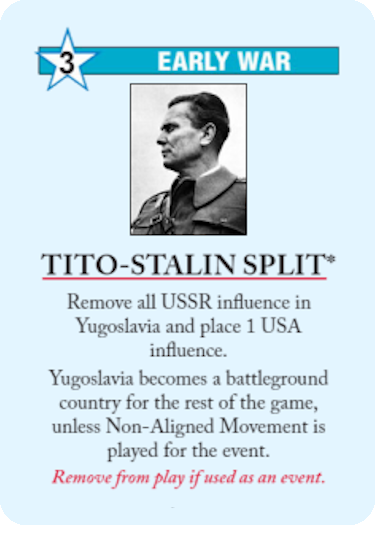 3
EARLY WAR
TITO-STALIN SPLIT*
Remove all USSR influence in
Yugoslavia and place 1 USA
influence.
Yugoslavia becomes a battleground
country for the rest of the game,
unless Non-Aligned Movement is
played for the event.
Remove from play if used as an event.